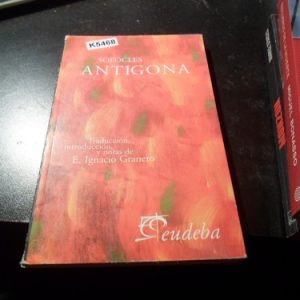 K5468
SOFOCLES
ANTIGONA
Traducción,
introducción
y notas de
E. Ignacio Granero
eudeba